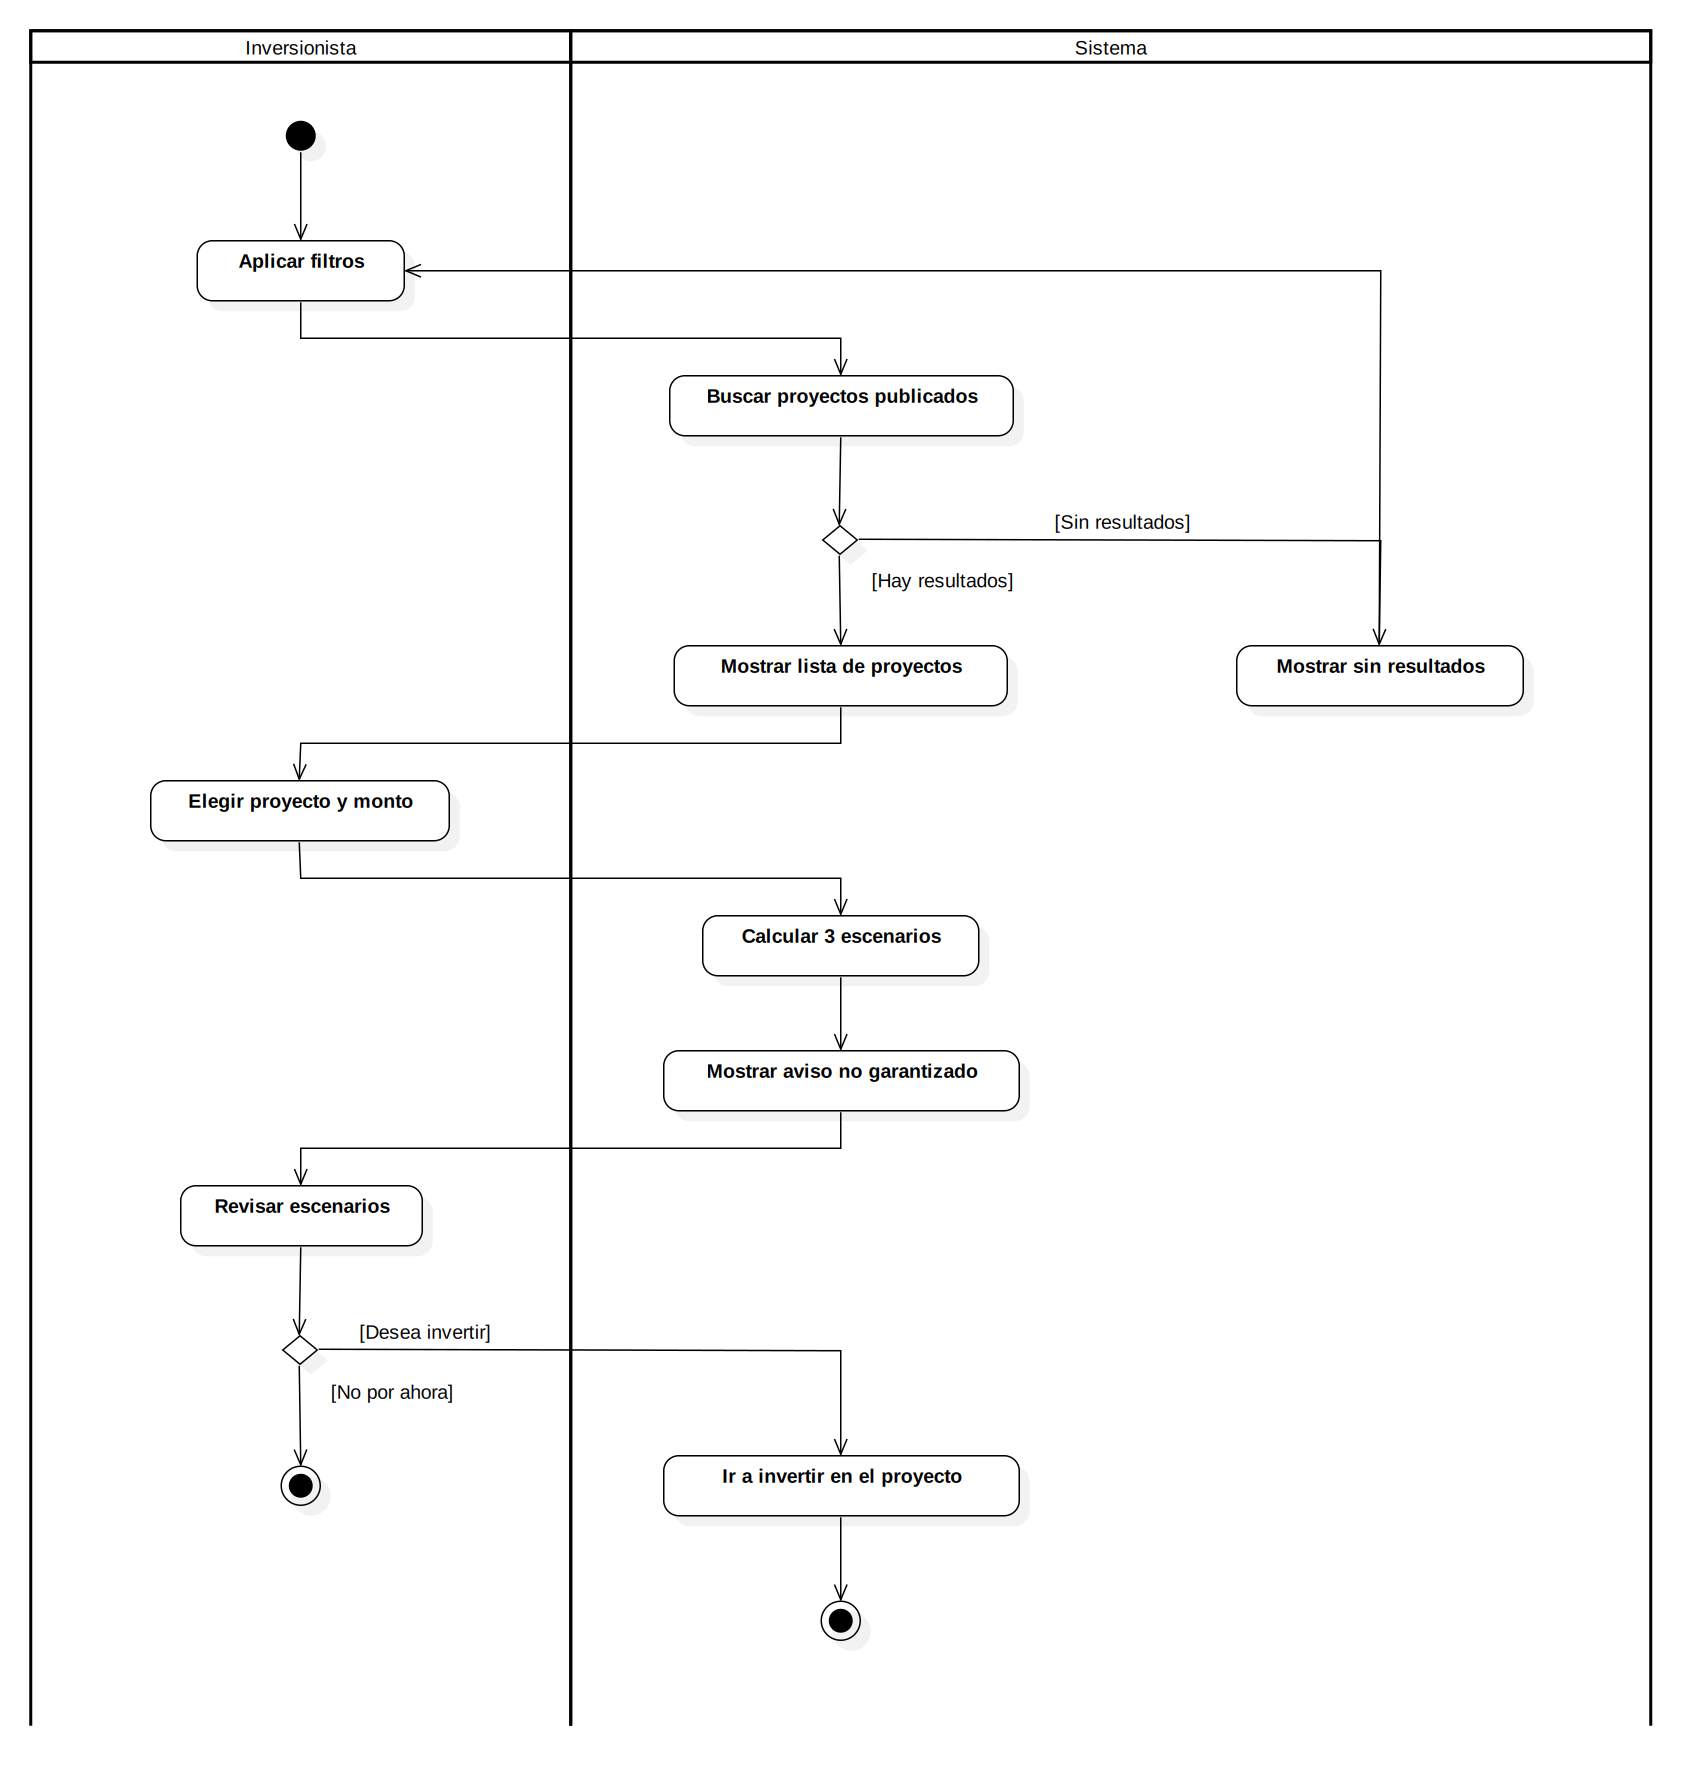 Inversionista
Sistema
Aplicar filtros
Buscar proyectos publicados
[Sin resultados]
[Hay resultados]
Mostrar lista de proyectos
Mostrar sin resultados
Elegir proyecto y monto
Calcular 3 escenarios
Mostrar aviso no garantizado
Revisar escenarios
[Desea invertir]
[No por ahora]
Ir a invertir en el proyecto